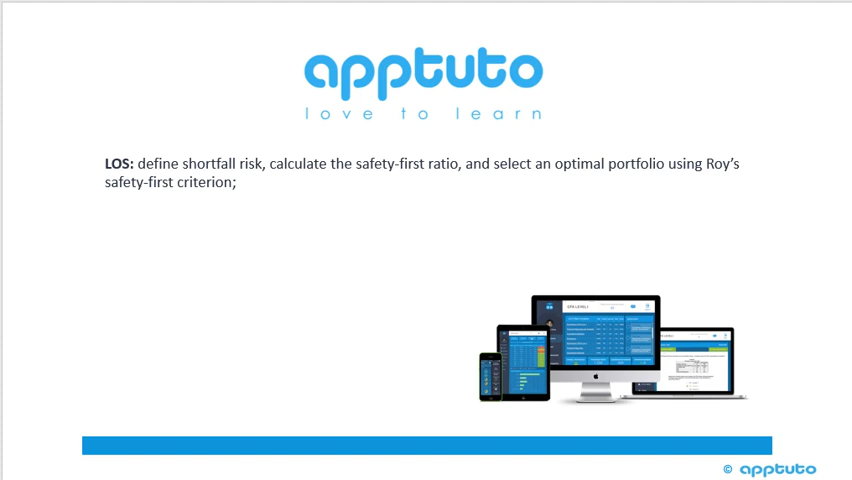 apptuto
love to learn
LOS: define shortfall risk, calculate the safety-first ratio, and select an optimal portfolio using Roy’s
safety-first criterion;
© apptuto